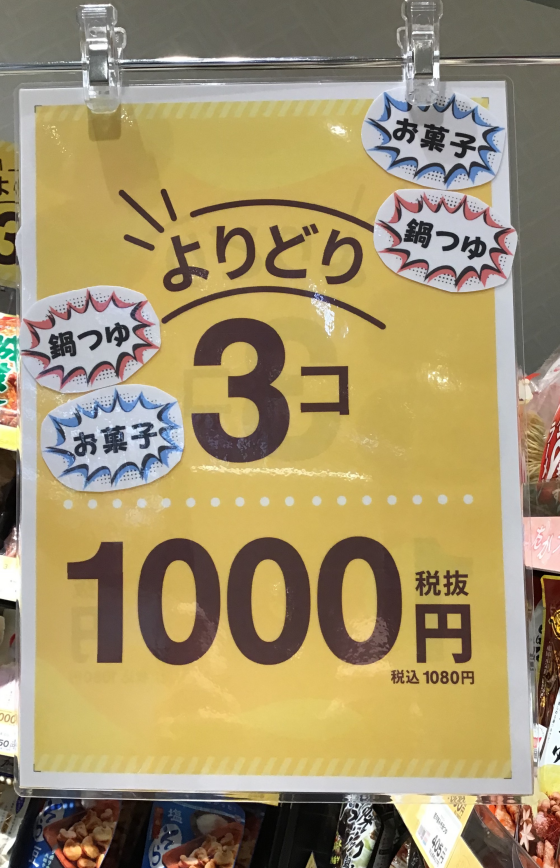 お菓子
鍋つゆ
よりどり
鍋つゆ
3コ
お菓子
1000円
税抜
税込1080円